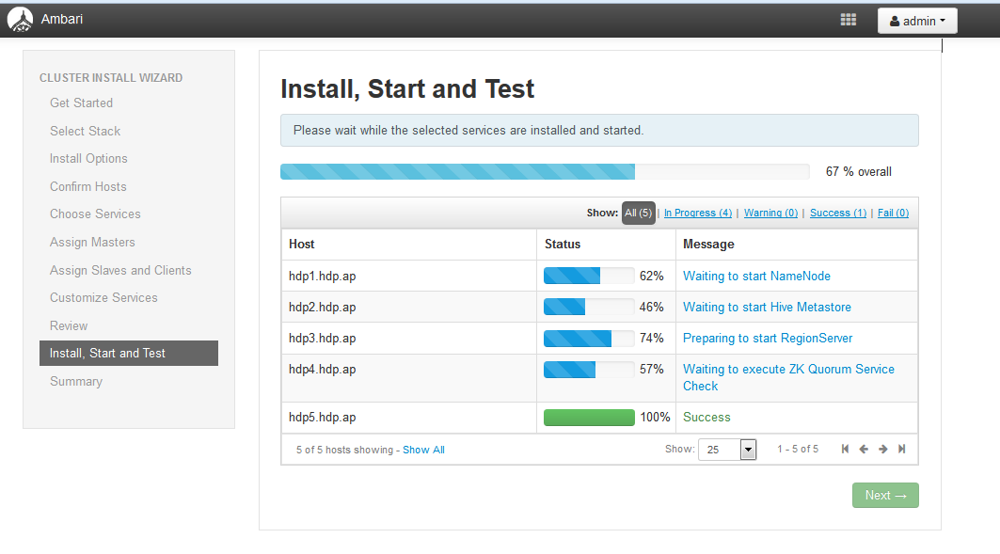 Ambari
admin
CLUSTER INSTALL WIZARD
Get Started
Select Stack
Install Options
Confirm Hosts
Choose Services
Assign Masters
Assign Slaves and Clients
Customize Services
Review
Install, Start and Test
Summary
Install, Start and Test
Please wait while the selected services are installed and started.
67 % overall
Show: All (5) | In Progress (4) | Warning (0) | Success (1) | Fail (0)
Host Status Message
hdp1.hdp.ap 62% Waiting to start NameNode
hdp2.hdp.ap 46% Waiting to start Hive Metastore
hdp3.hdp.ap 74% Preparing to start RegionServer
hdp4.hdp.ap 57% Waiting to execute ZK Quorum Service
Check
hdp5.hdp.ap 100% Success
5 of 5 hosts showing - Show All Show: 25 1 - 5 of 5
Next →